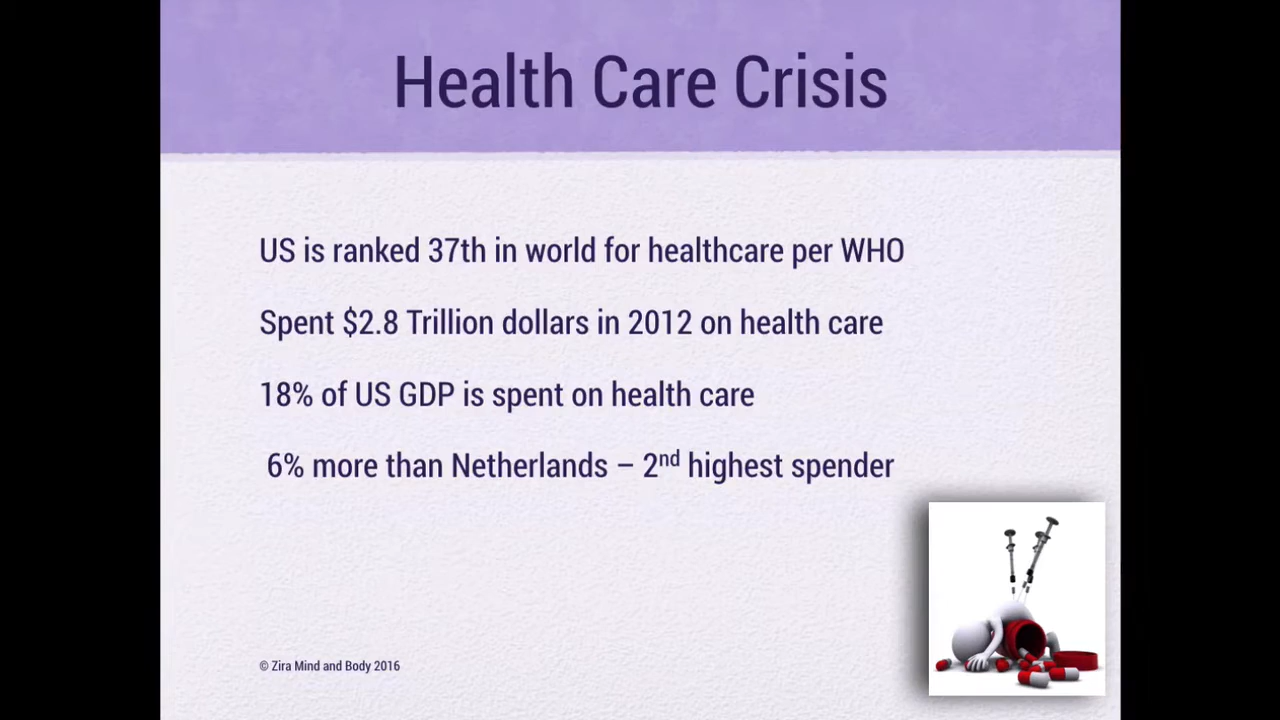 Health Care Crisis
US is ranked 37th in world for healthcare per WHO
Spent $2.8 Trillion dollars in 2012 on health care
18% of US GDP is spent on health care
6% more than Netherlands – 2nd highest spender
© Zira Mind and Body 2016